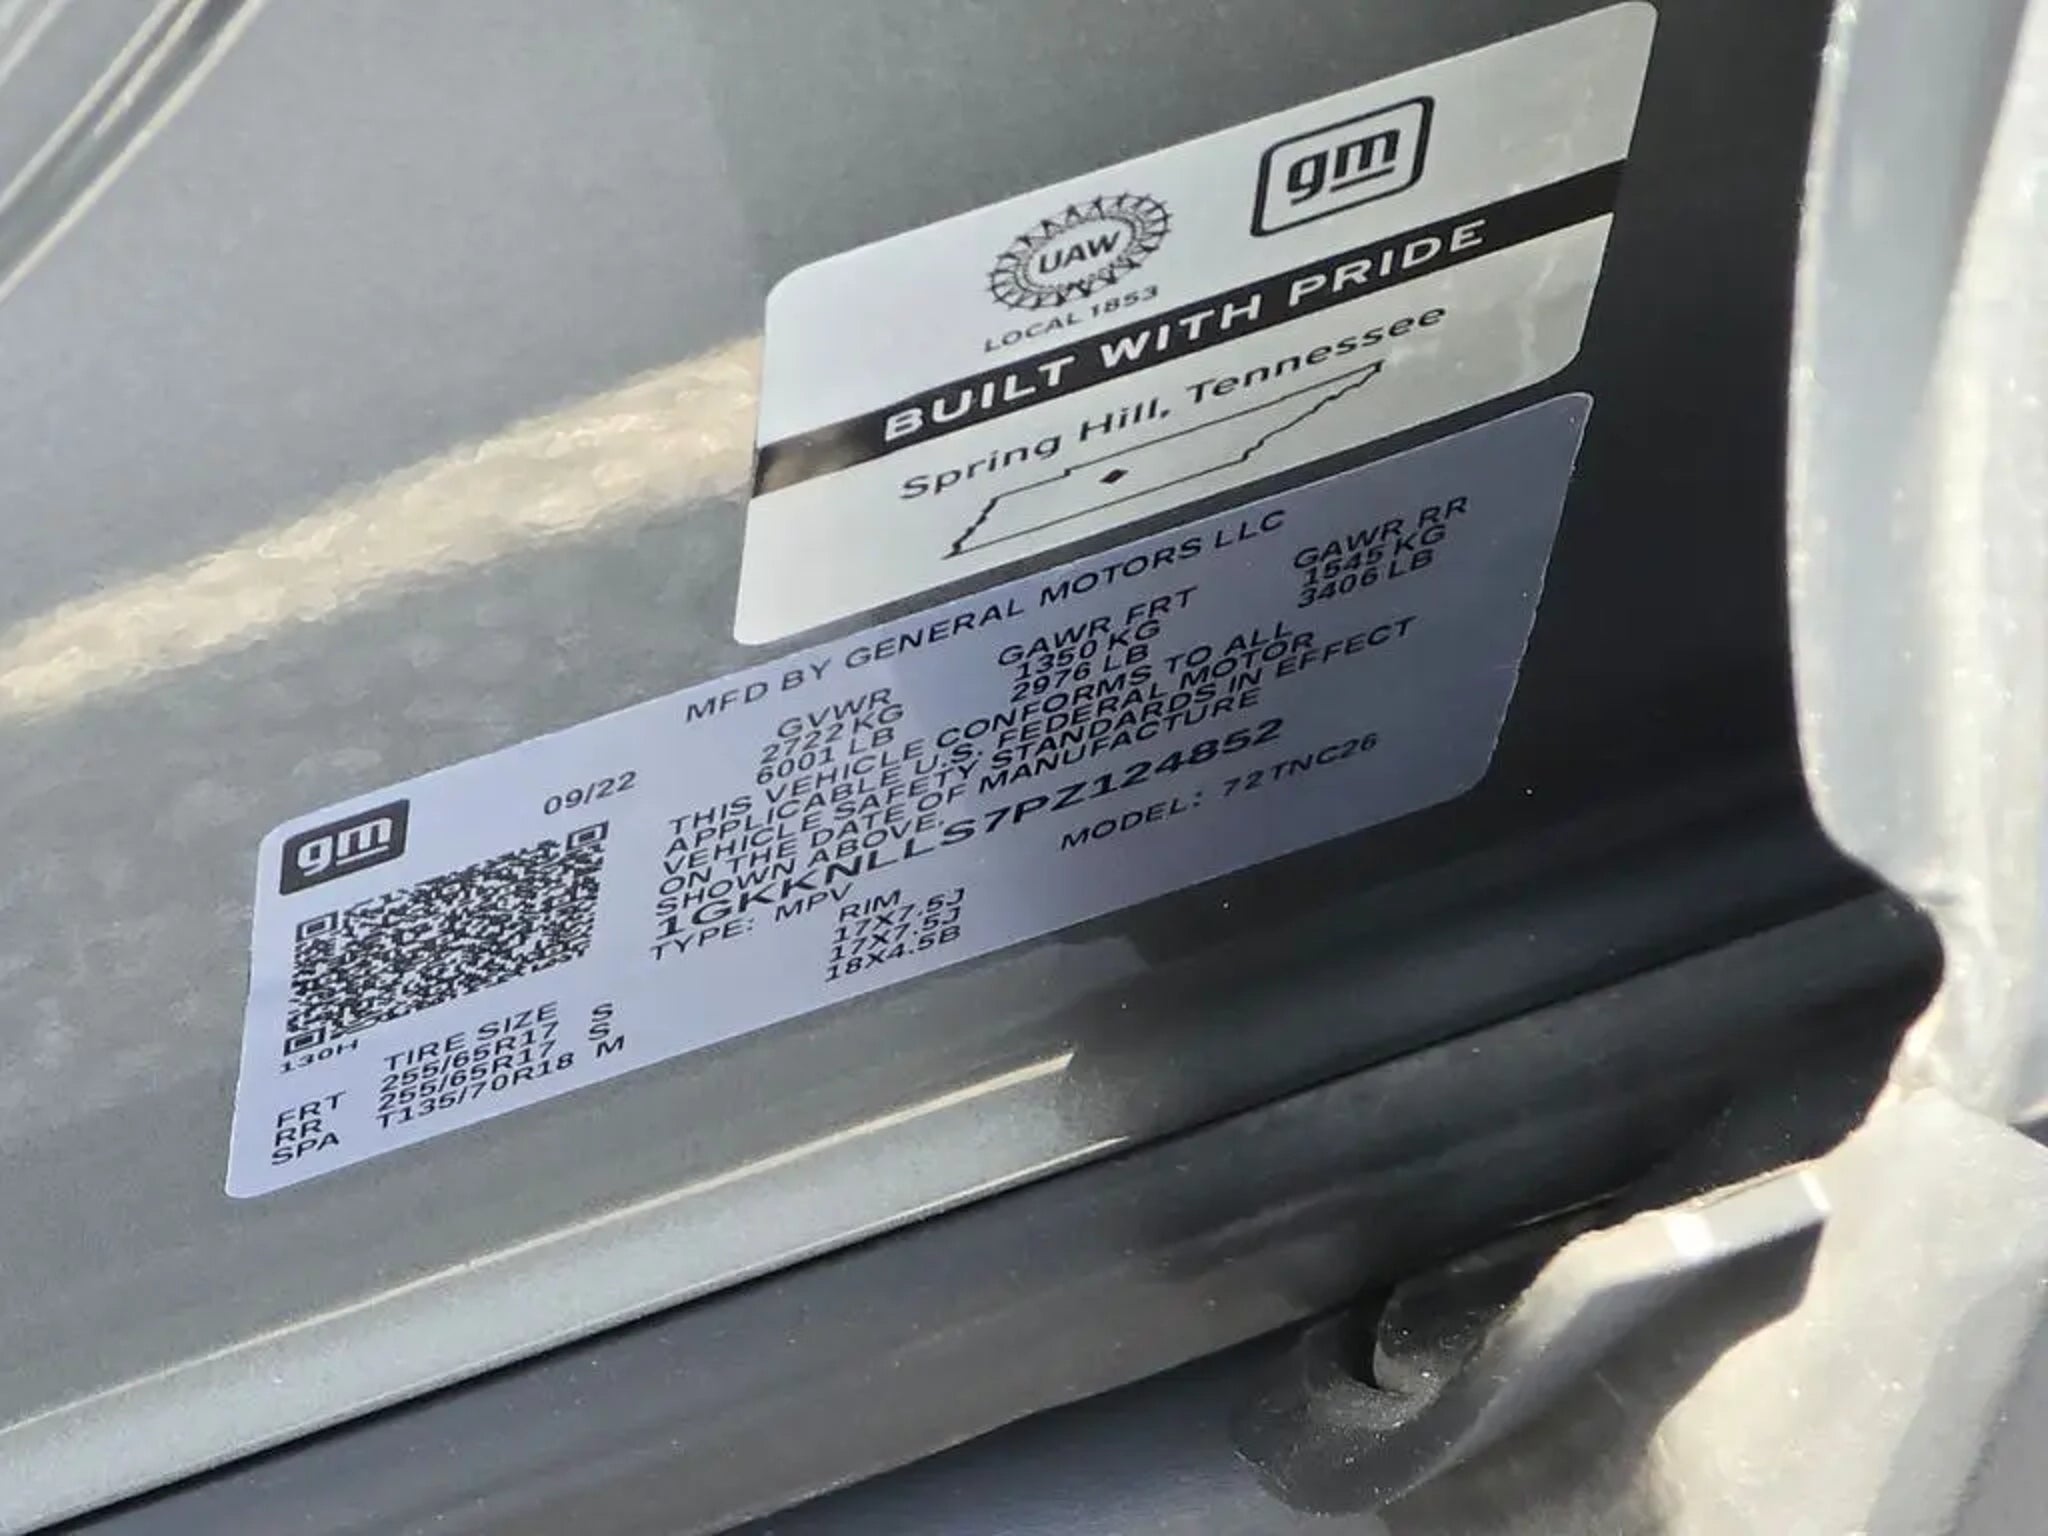 gm
UAW
LOCAL 1853
BUILT WITH PRIDE
Spring Hill, Tennessee
MFD BY GENERAL MOTORS LLC
gm
09/22
GVWR
2722 KG
6001 LB
GAWR FRT
1350 KG
2976 LB
GAWR RR
1545 KG
3406 LB
THIS VEHICLE CONFORMS TO ALL
APPLICABLE U.S. FEDERAL MOTOR
VEHICLE SAFETY STANDARDS IN EFFECT
ON THE DATE OF MANUFACTURE
SHOWN ABOVE.
1GKKNLLS7PZ124852
TYPE: MPV
MODEL: 72TNC26
130H
TIRE SIZE
RIM
FRT 255/65R17 S 17X7.5J
RR 255/65R17 S 17X7.5J
SPA T135/70R18 M 18X4.5B